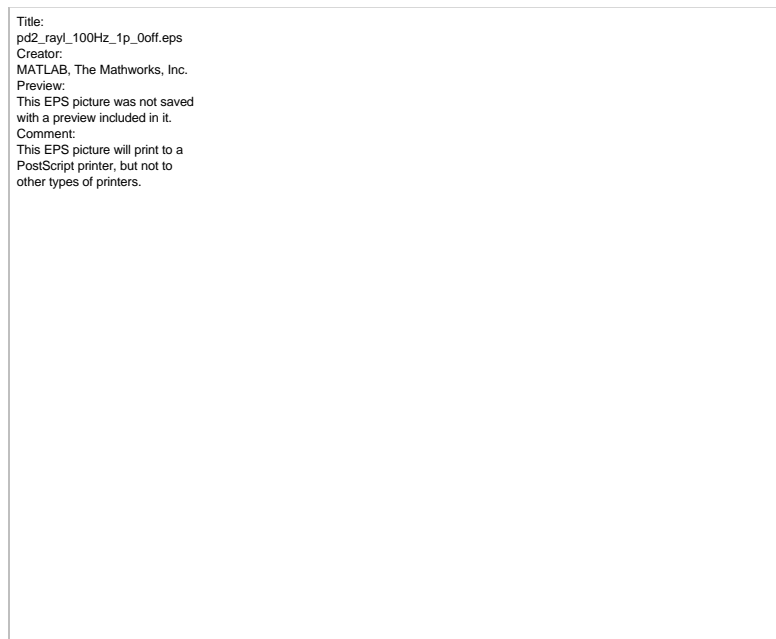 Title:
pd2_rayl_100Hz_1p_0off.eps
Creator:
MATLAB, The Mathworks, Inc.
Preview:
This EPS picture was not saved
with a preview included in it.
Comment:
This EPS picture will print to a
PostScript printer, but not to
other types of printers.